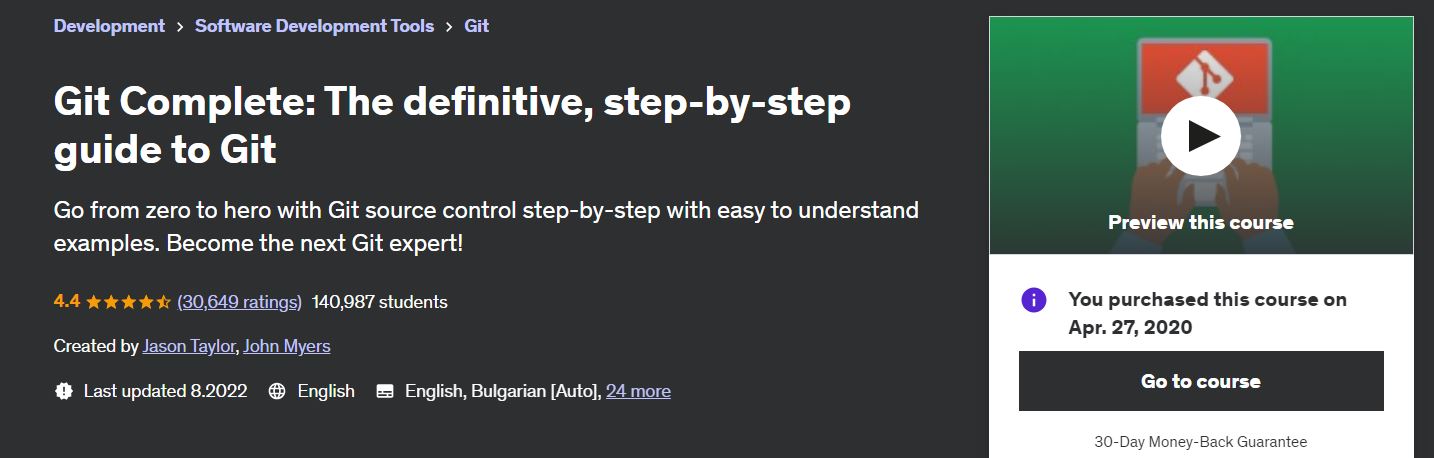 Development > Software Development Tools > Git
Git Complete: The definitive, step-by-step
guide to Git
Go from zero to hero with Git source control step-by-step with easy to understand
examples. Become the next Git expert!
4.4 (30,649 ratings) 140,987 students
Created by Jason Taylor, John Myers
Last updated 8.2022 English English, Bulgarian [Auto], 24 more
Preview this course
You purchased this course on
Apr. 27, 2020
Go to course
30-Day Money-Back Guarantee